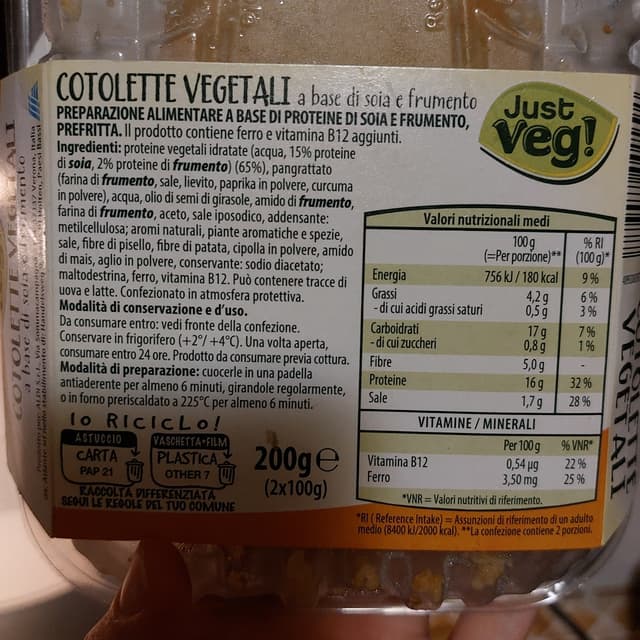 COTOLETTE VEGETALI a base di soia e frumento
PREPARAZIONE ALIMENTARE A BASE DI PROTEINE DI SOIA E FRUMENTO,
PREFRITTA. Il prodotto contiene ferro e vitamina B12 aggiunti.
Ingredienti: proteine vegetali idratate (acqua, 15% proteine
di soia, 2% proteine di frumento) (65%), pangrattato
(farina di frumento, sale, lievito, paprika in polvere, curcuma
in polvere), acqua, olio di semi di girasole, amido di frumento,
farina di frumento, aceto, sale iposodico, addensante:
metilcellulosa; aromi naturali, piante aromatiche e spezie,
sale, fibre di pisello, fibre di patata, cipolla in polvere, amido
di mais, aglio in polvere, conservante: sodio diacetato;
maltodestrina, ferro, vitamina B12. Può contenere tracce di
uova e latte. Confezionato in atmosfera protettiva.
Modalità di conservazione e d'uso.
Da consumare entro: vedi fronte della confezione.
Conservare in frigorifero (+2°/ +4°C). Una volta aperta,
consumare entro 24 ore. Prodotto da consumare previa cottura.
Modalità di preparazione: cuocerle in una padella
antiaderente per almeno 6 minuti, girandole regolarmente,
o in forno preriscaldato a 225°C per almeno 6 minuti.
Io RICICLo!
ASTUCCIO
CARTA
PAP 21
VASCHETTA+FILM
PLASTICA
OTHER 7
RACCOLTA DIFFERENZIATA
SEGUI LE REGOLE DEL TUO COMUNE
200g e
(2x100g)
Just
Veg!
Valori nutrizionali medi
100 g % RI
(=Per porzione)** (100 g)*
Energia 756 kJ / 180 kcal 9 %
Grassi 4,2 g 6 %
- di cui acidi grassi saturi 0,5 g 3 %
Carboidrati 17 g 7 %
- di cui zuccheri 0,8 g 1 %
Fibre 5,0 g -
Proteine 16 g 32 %
Sale 1,7 g 28 %
VITAMINE / MINERALI
Per 100 g % VNR*
Vitamina B12 0,54 µg 22 %
Ferro 3,50 mg 25 %
*VNR = Valori nutritivi di riferimento.
*RI ( Reference Intake) = Assunzioni di riferimento di un adulto
medio (8400 kJ/2000 kcal). **La confezione contiene 2 porzioni.
COTOLETTE VEGETALI
a base di soia e frumento
VEGETALI